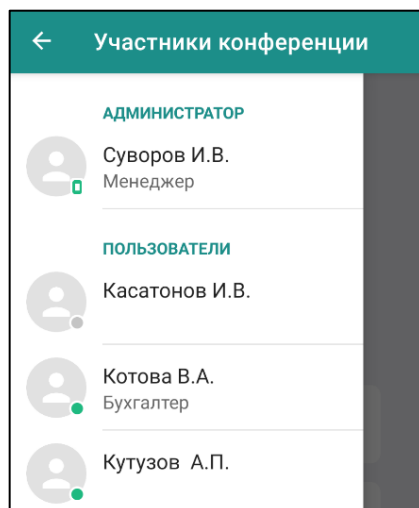 Участники конференции
АДМИНИСТРАТОР
Суворов И.В.
Менеджер
ПОЛЬЗОВАТЕЛИ
Касатонов И.В.
Котова В.А.
Бухгалтер
Кутузов А.П.